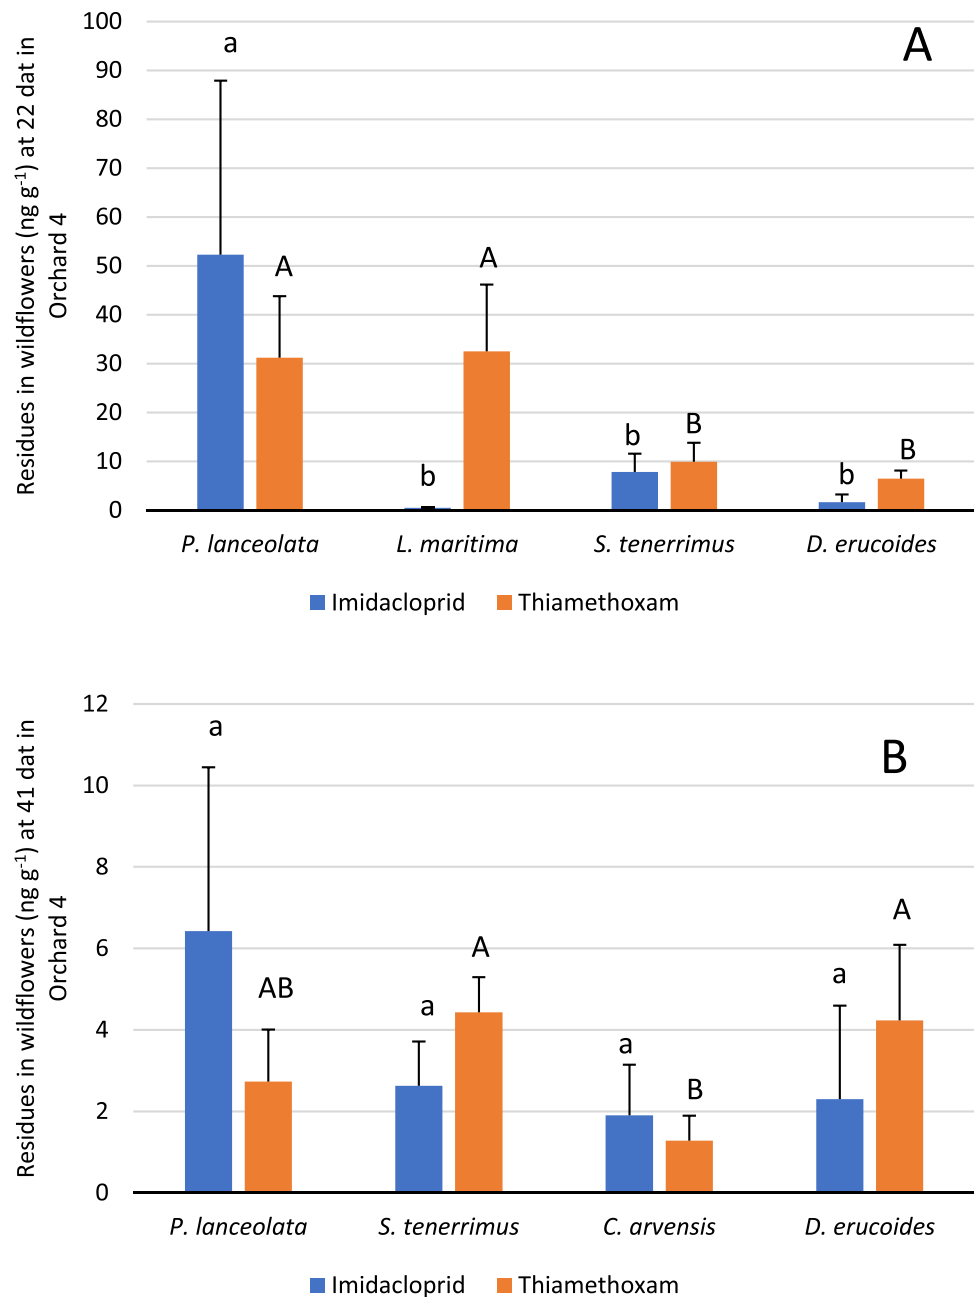 Residues in wildflowers (ng g⁻¹) at 22 dat in
Orchard 4
100
90
80
70
60
50
40
30
20
10
0
A
a
A
b
A
b
B
b
B
P. lanceolata
L. maritima
S. tenerrimus
D. erucoides
Imidacloprid
Thiamethoxam
Residues in wildflowers (ng g⁻¹) at 41 dat in
Orchard 4
12
10
8
6
4
2
0
B
a
AB
a
A
a
B
a
A
P. lanceolata
S. tenerrimus
C. arvensis
D. erucoides
Imidacloprid
Thiamethoxam